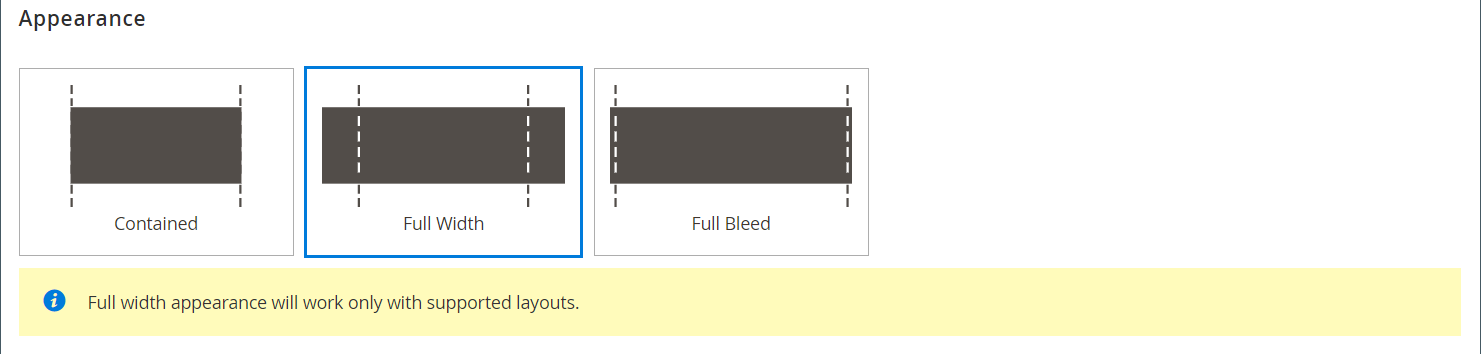 Appearance
Contained
Full Width
Full Bleed
Full width appearance will work only with supported layouts.